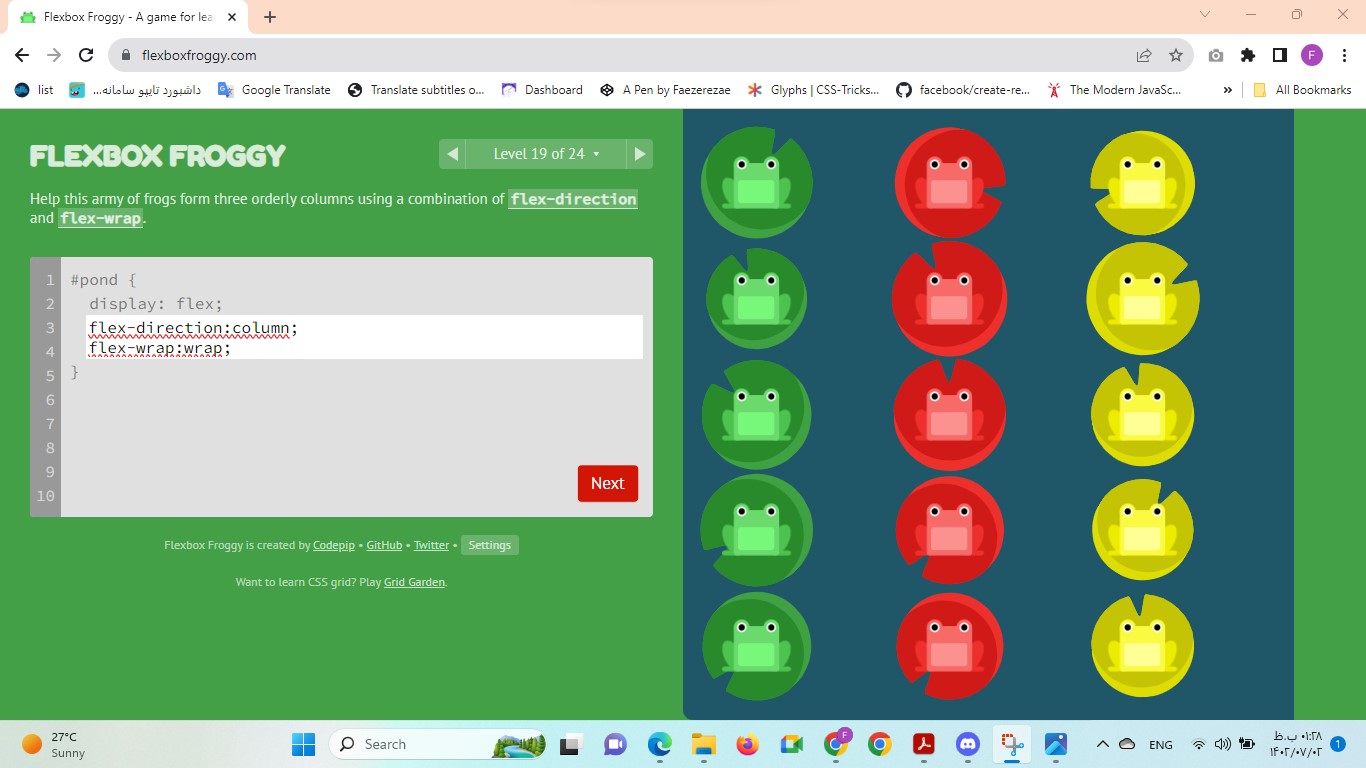 Flexbox Froggy - A game for lea
flexboxfroggy.com
F
list
داشبورد تاپیو سامانه...
Google Translate
Translate subtitles o...
Dashboard
A Pen by Faezerezae
Glyphs | CSS-Tricks...
facebook/create-re...
The Modern JavaSc...
»
All Bookmarks
FLEXBOX FROGGY
Level 19 of 24
Help this army of frogs form three orderly columns using a combination of flex-direction
and flex-wrap.
1 #pond {
2 display: flex;
3 flex-direction:column;
4 flex-wrap:wrap;
5 }
6
7
8
9
10
Next
Flexbox Froggy is created by Codepip • GitHub • Twitter • Settings
Want to learn CSS grid? Play Grid Garden.
27°C
Sunny
Search
F
ENG
۰۱:۲۸ ب.ظ
۱۴۰۲/۰۷/۰۲
1